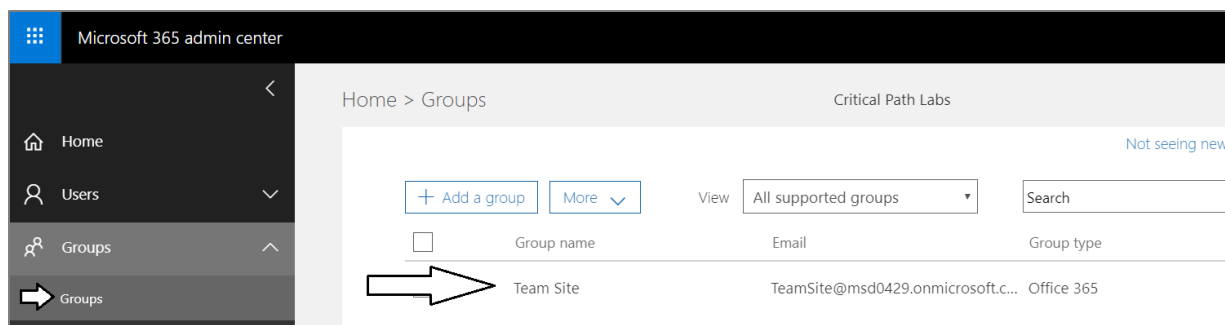 Microsoft 365 admin center
Home > Groups
Critical Path Labs
Home
Not seeing new
Users
+ Add a group
More
View
All supported groups
Search
Groups
Group name
Email
Group type
Groups
Team Site
TeamSite@msd0429.onmicrosoft.c...
Office 365